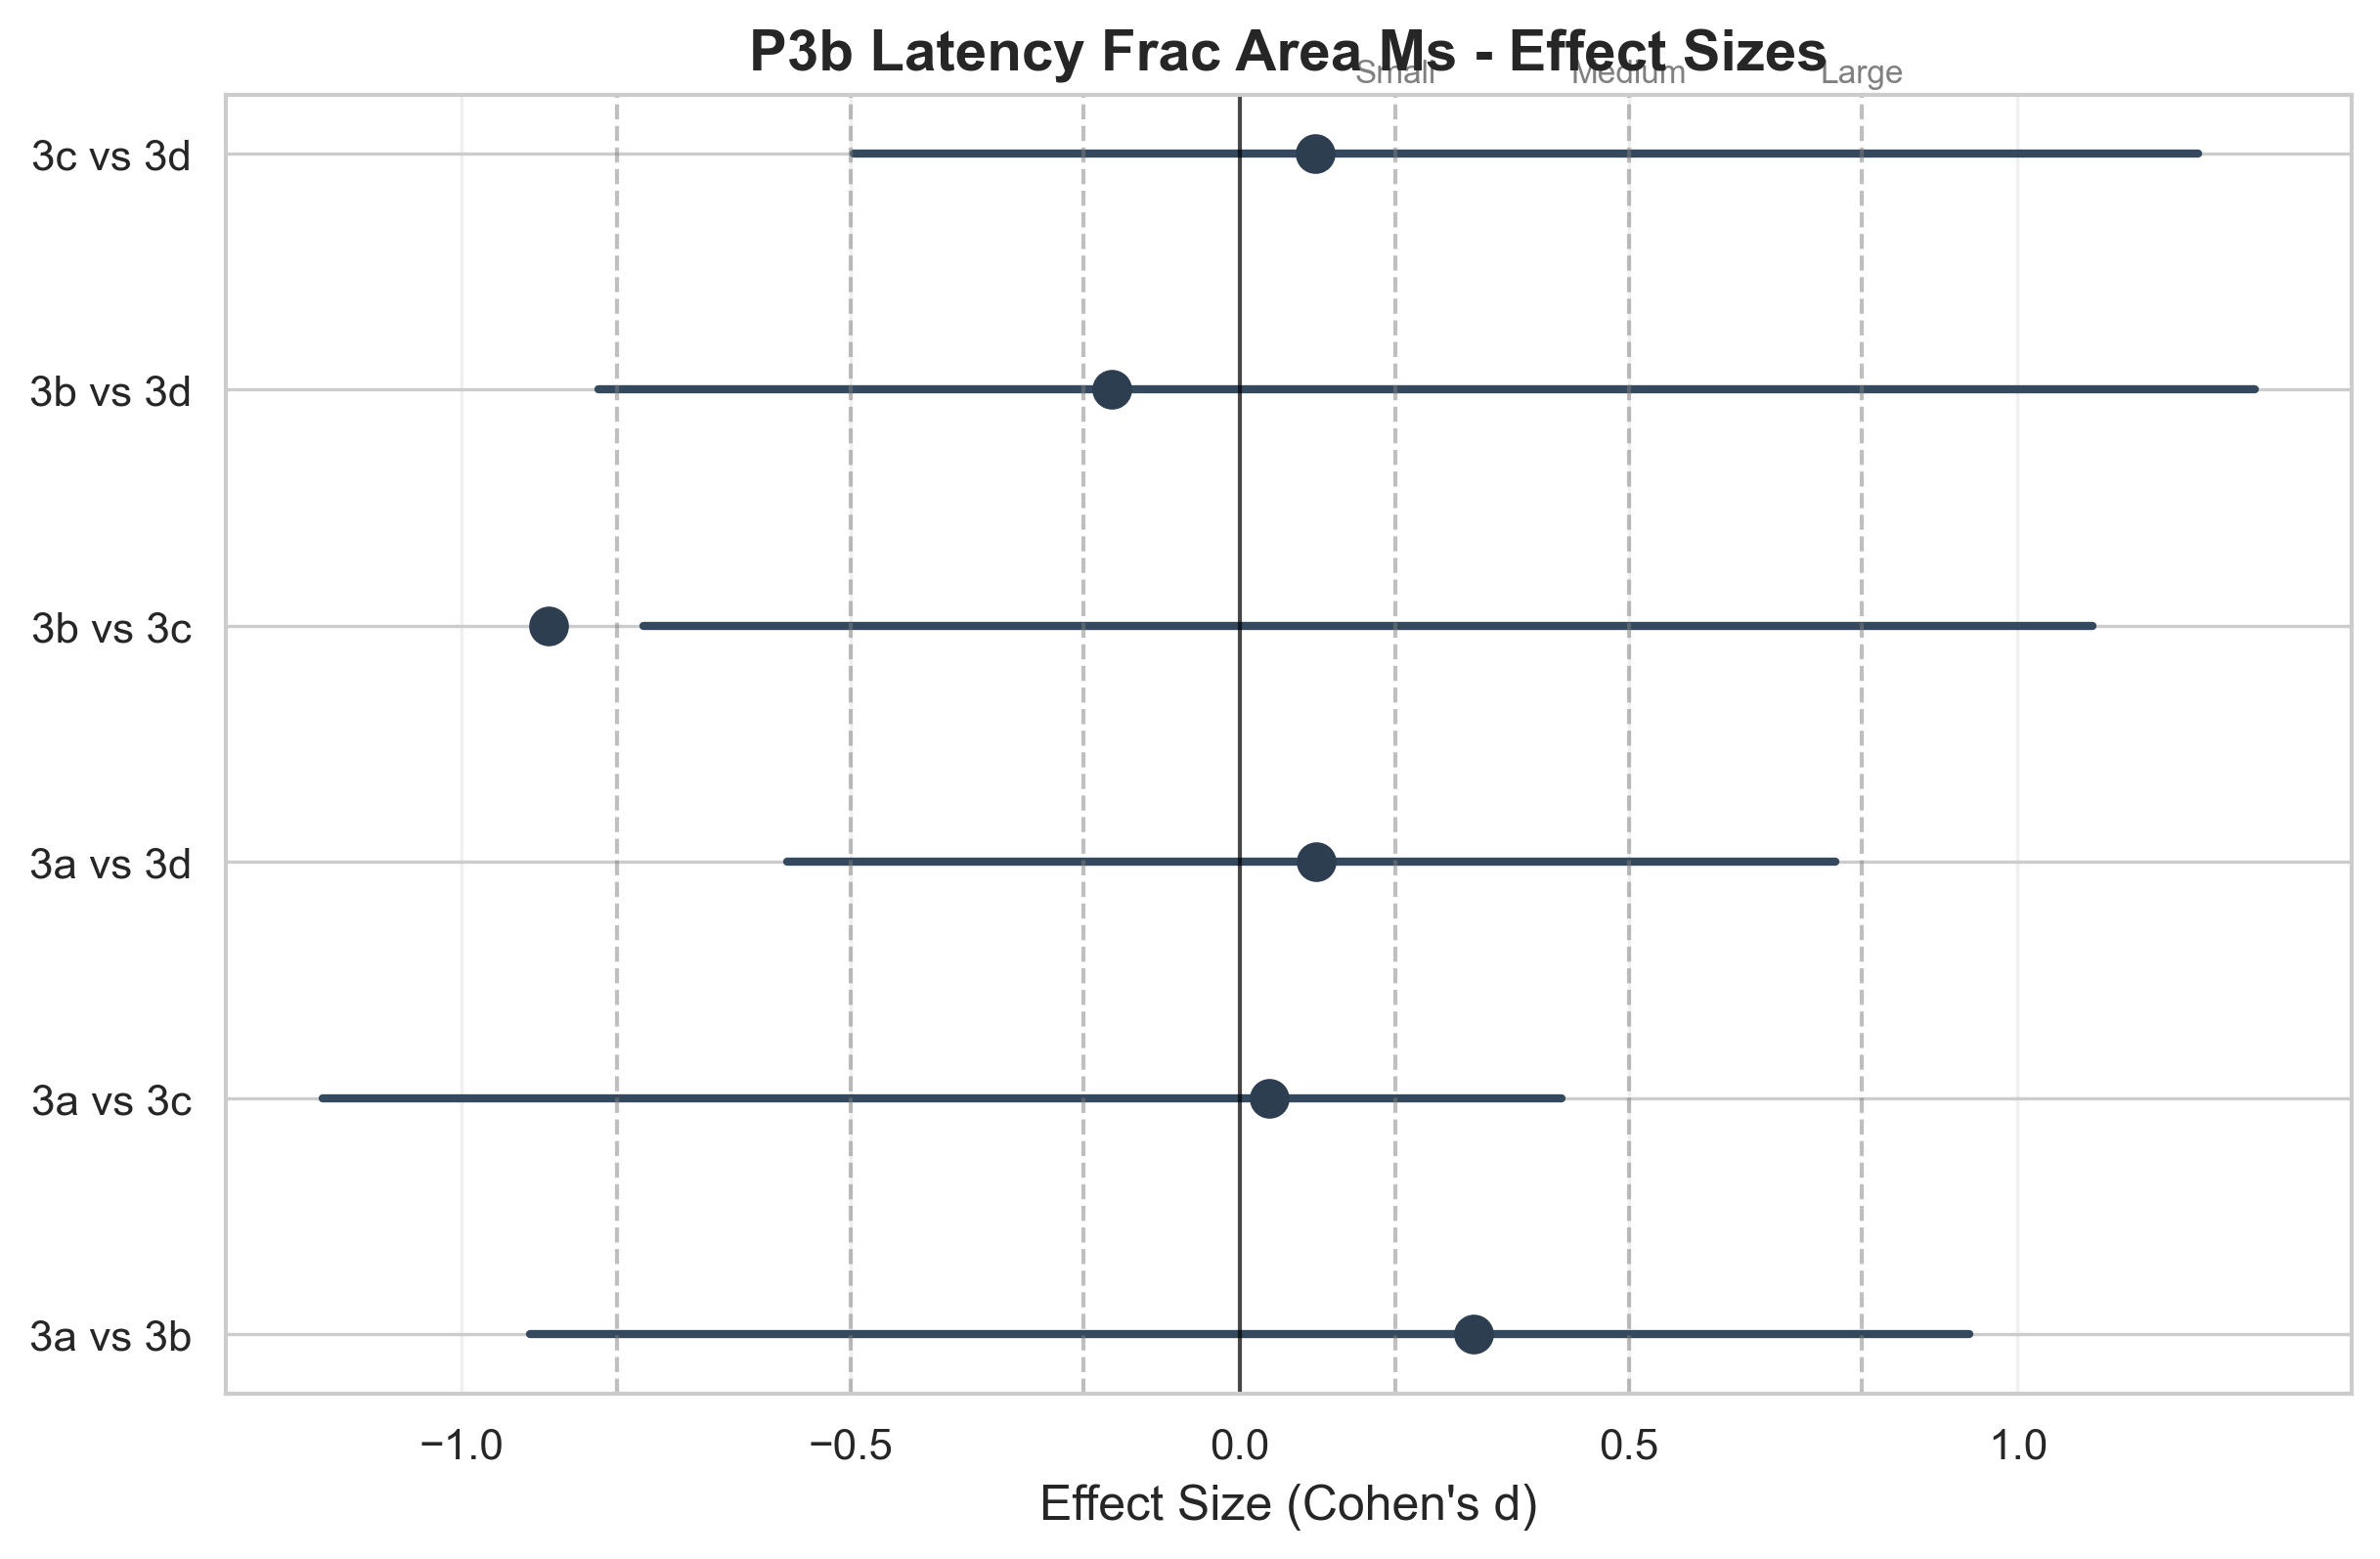 P3b Latency Frac Area Ms - Effect Sizes
Small Medium Large
3c vs 3d
3b vs 3d
3b vs 3c
3a vs 3d
3a vs 3c
3a vs 3b
−1.0 −0.5 0.0 0.5 1.0
Effect Size (Cohen's d)